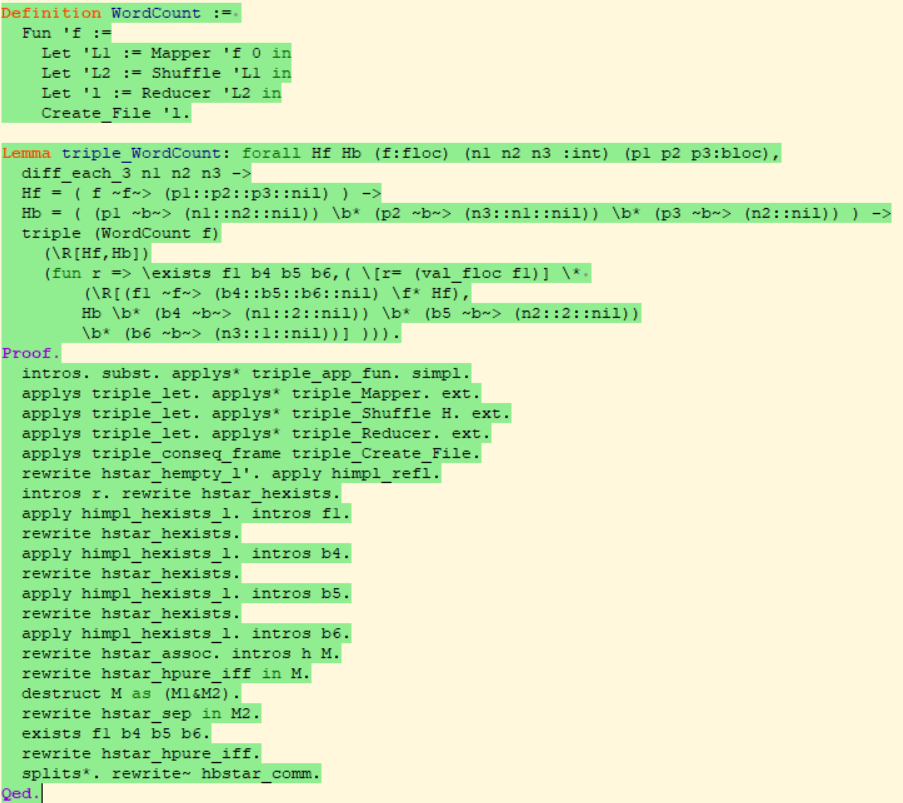 Definition WordCount :=.
  Fun 'f :=
    Let 'L1 := Mapper 'f 0 in
    Let 'L2 := Shuffle 'L1 in
    Let 'l := Reducer 'L2 in
    Create_File 'l.
Lemma triple_WordCount: forall Hf Hb (f:floc) (n1 n2 n3 :int) (p1 p2 p3:bloc),
  diff_each_3 n1 n2 n3 ->
  Hf = ( f ~f~> (p1::p2::p3::nil) ) ->
  Hb = ( (p1 ~b~> (n1::n2::nil)) \b* (p2 ~b~> (n3::n1::nil)) \b* (p3 ~b~> (n2::nil)) ) ->
  triple (WordCount f)
    (\R[Hf,Hb])
    (fun r => \exists f1 b4 b5 b6,( \[r= (val_floc f1)] \*.
        (\R[(f1 ~f~> (b4::b5::b6::nil) \f* Hf),
        Hb \b* (b4 ~b~> (n1::2::nil)) \b* (b5 ~b~> (n2::2::nil))
        \b* (b6 ~b~> (n3::1::nil))] ))).
Proof.
  intros. subst. applys* triple_app_fun. simpl.
  applys triple_let. applys* triple_Mapper. ext.
  applys triple_let. applys* triple_Shuffle H. ext.
  applys triple_let. applys* triple_Reducer. ext.
  applys triple_conseq_frame triple_Create_File.
  rewrite hstar_hempty_l'. apply himpl_refl.
  intros r. rewrite hstar_hexists.
  apply himpl_hexists_l. intros f1.
  rewrite hstar_hexists.
  apply himpl_hexists_l. intros b4.
  rewrite hstar_hexists.
  apply himpl_hexists_l. intros b5.
  rewrite hstar_hexists.
  apply himpl_hexists_l. intros b6.
  rewrite hstar_assoc. intros h M.
  rewrite hstar_hpure_iff in M.
  destruct M as (M1&M2).
  rewrite hstar_sep in M2.
  exists f1 b4 b5 b6.
  rewrite hstar_hpure_iff.
  splits*. rewrite~ hbstar_comm.
Qed.